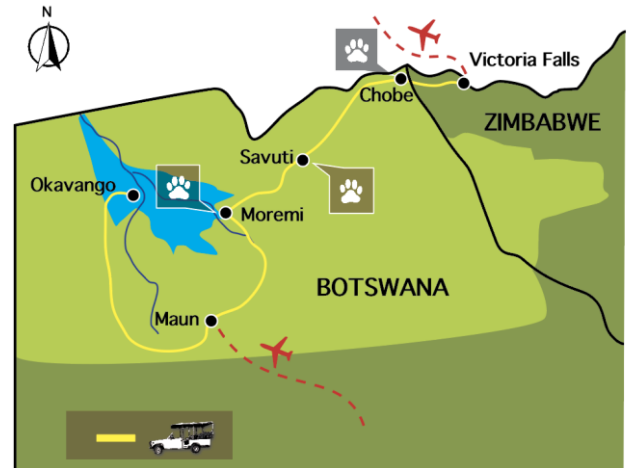 N
Victoria Falls
Chobe
ZIMBABWE
Savuti
Okavango
Moremi
BOTSWANA
Maun